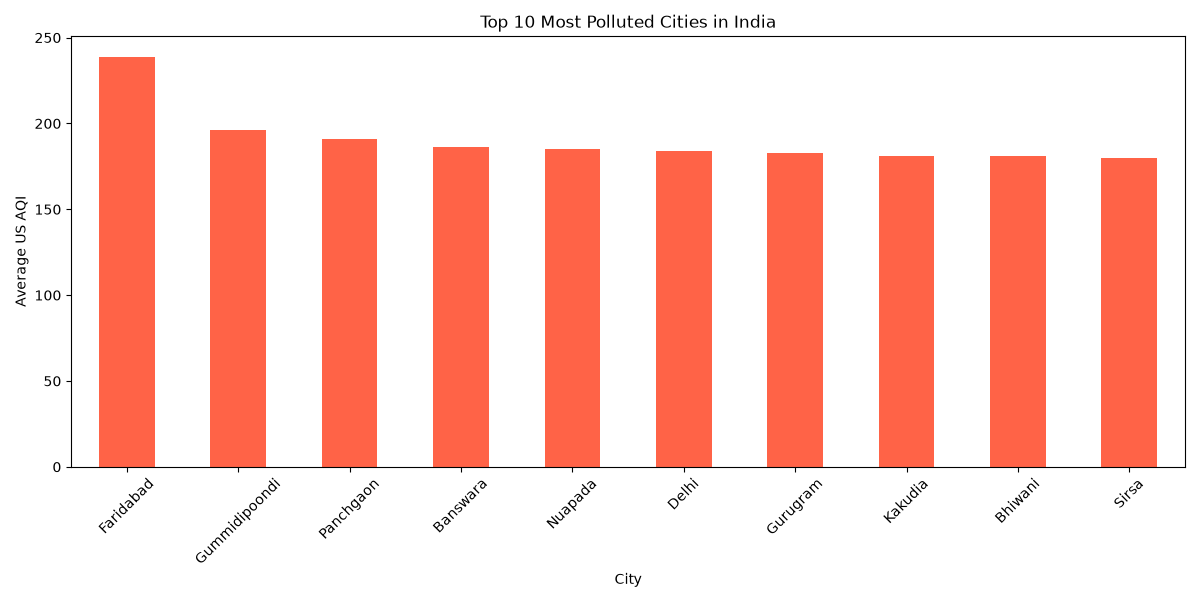 Top 10 Most Polluted Cities in India
Average US AQI
250
200
150
100
50
0
Faridabad
Gummidipoondi
Panchgaon
Banswara
Nuapada
Delhi
Gurugram
Kakudia
Bhiwani
Sirsa
City